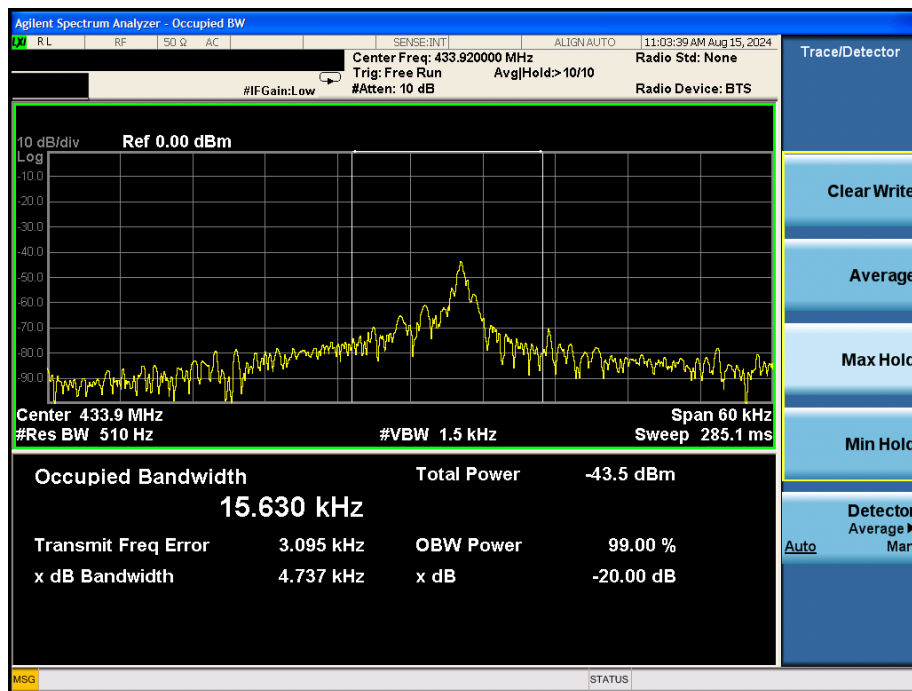 Agilent Spectrum Analyzer - Occupied BW
LXI RL RF 50 Ω AC SENSE:INT ALIGN AUTO 11:03:39 AM Aug 15, 2024
Center Freq: 433.920000 MHz Radio Std: None
Trig: Free Run Avg|Hold:>10/10
#IFGain:Low #Atten: 10 dB Radio Device: BTS
10 dB/div Ref 0.00 dBm
Log
-10.0
-20.0
-30.0
-40.0
-50.0
-60.0
-70.0
-80.0
-90.0
Center 433.9 MHz Span 60 kHz
#Res BW 510 Hz #VBW 1.5 kHz Sweep 285.1 ms
Occupied Bandwidth Total Power -43.5 dBm
15.630 kHz
Transmit Freq Error 3.095 kHz OBW Power 99.00 %
x dB Bandwidth 4.737 kHz x dB -20.00 dB
Trace/Detector
Clear Write
Average
Max Hold
Min Hold
Detector
Average
Auto Man
MSG STATUS